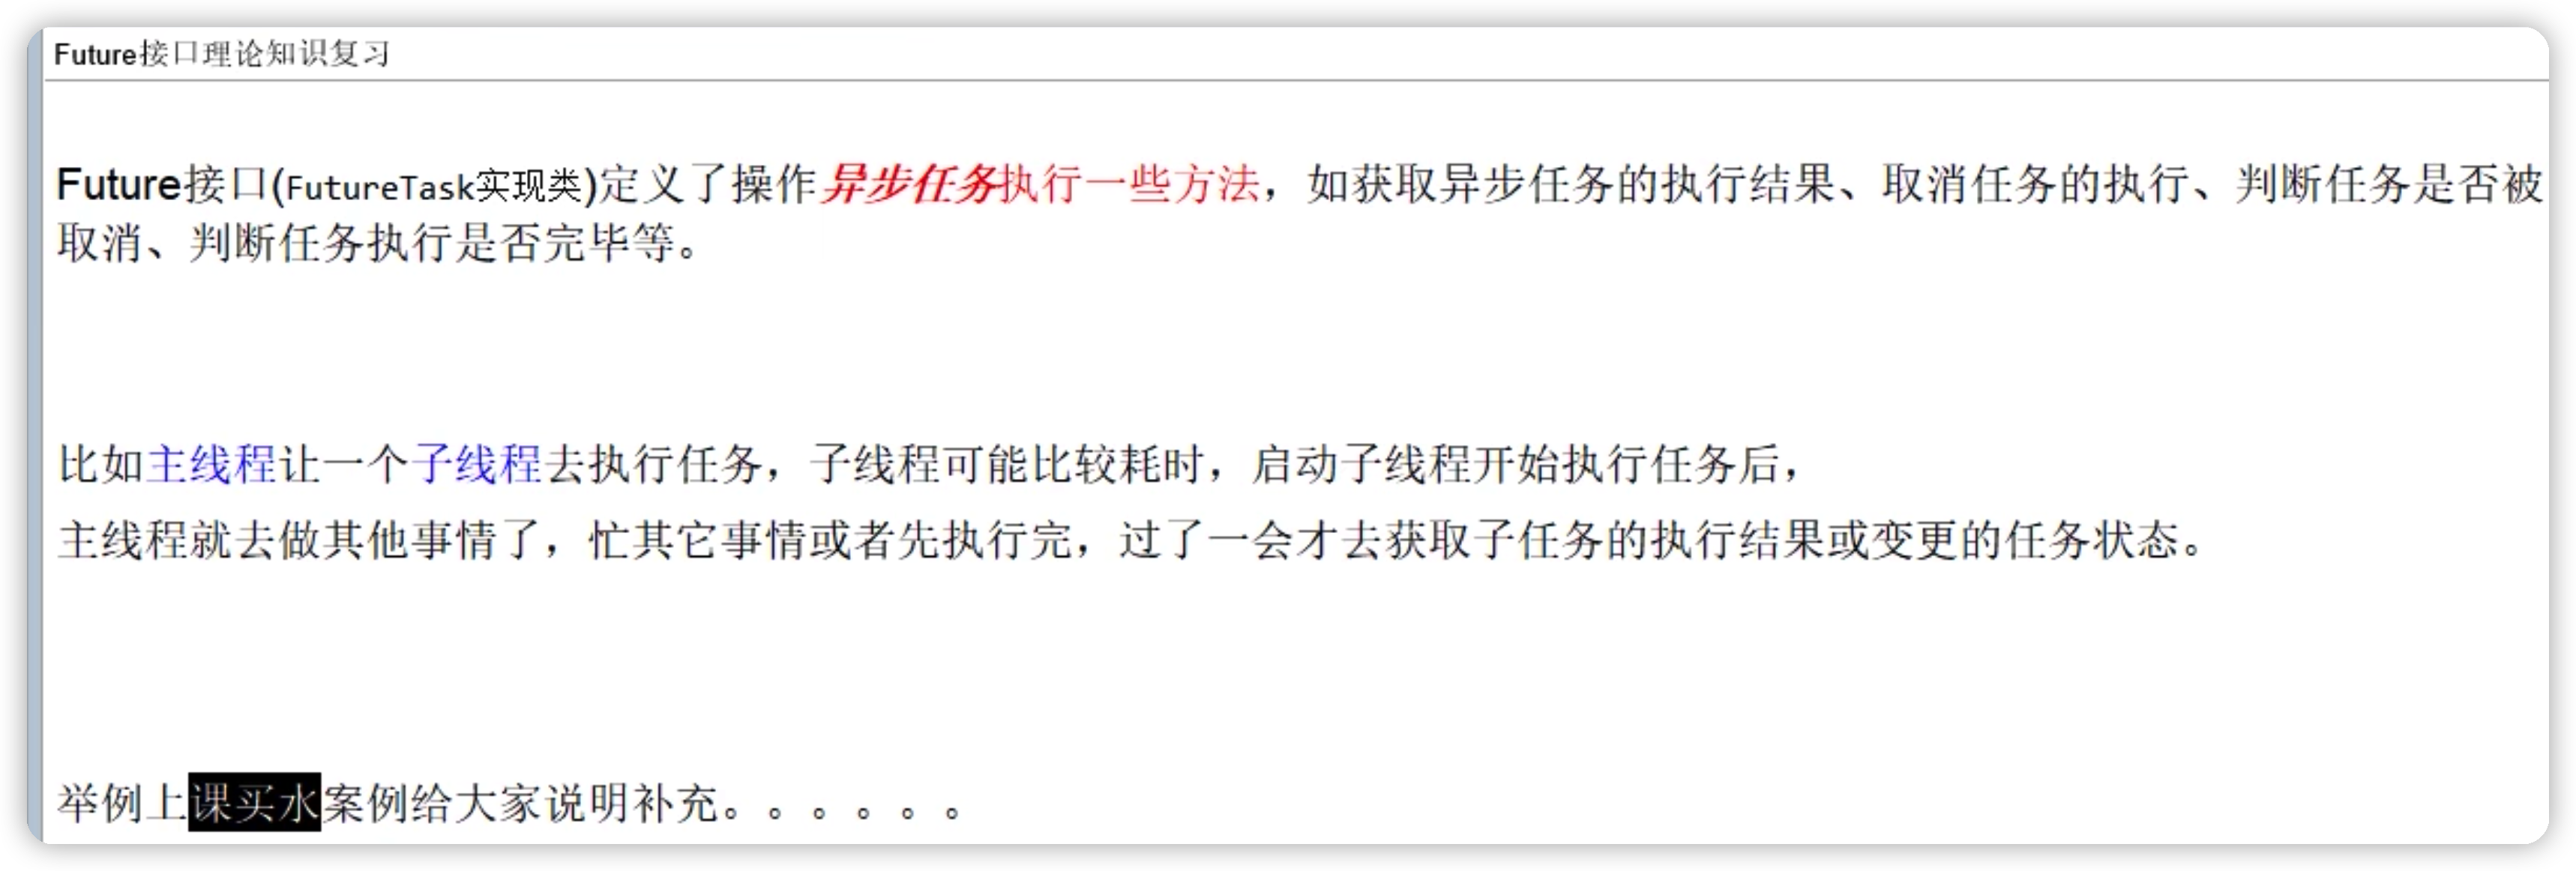 Future接口理论知识复习
Future接口(FutureTask实现类)定义了操作异步任务执行一些方法，如获取异步任务的执行结果、取消任务的执行、判断任务是否被
取消、判断任务执行是否完毕等。
比如主线程让一个子线程去执行任务，子线程可能比较耗时，启动子线程开始执行任务后，
主线程就去做其他事情了，忙其它事情或者先执行完，过了一会才去获取子任务的执行结果或变更的任务状态。
举例上课买水案例给大家说明补充。。。。。。